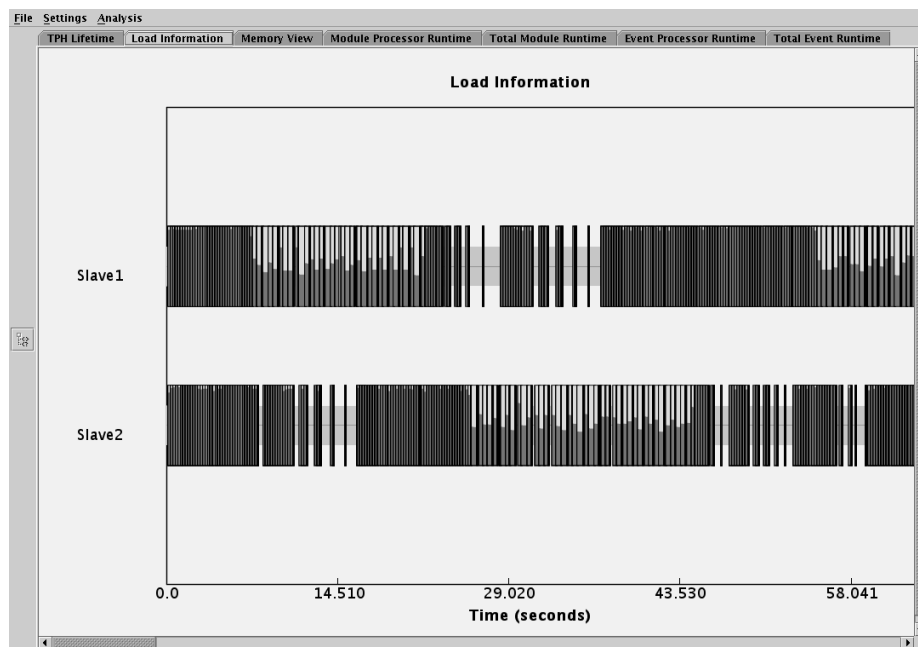 File Settings Analysis
TPH Lifetime Load Information Memory View Module Processor Runtime Total Module Runtime Event Processor Runtime Total Event Runtime
Load Information
Slave1
Slave2
0.0 14.510 29.020 43.530 58.041
Time (seconds)